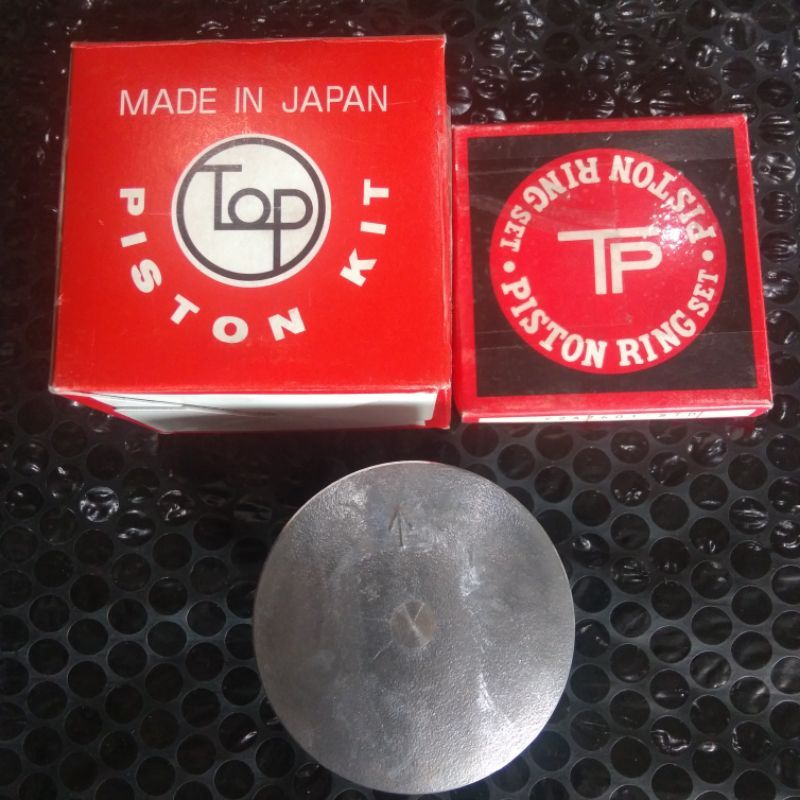 MADE IN JAPAN
Top
PISTON KIT
PISTON RING SET
TP
PISTON RING SET